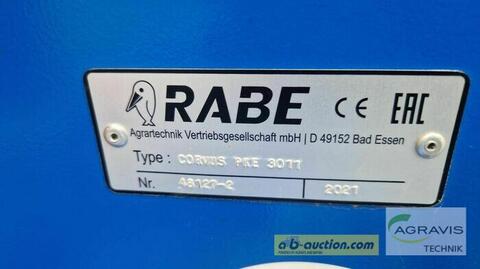 RABE CE EAC
Agrartechnik Vertriebsgesellschaft mbH | D 49152 Bad Essen
Type : CORVUS PKE 3011
Nr. 48127-2 2021
ab-auction.com
AGRAVIS
TECHNIK